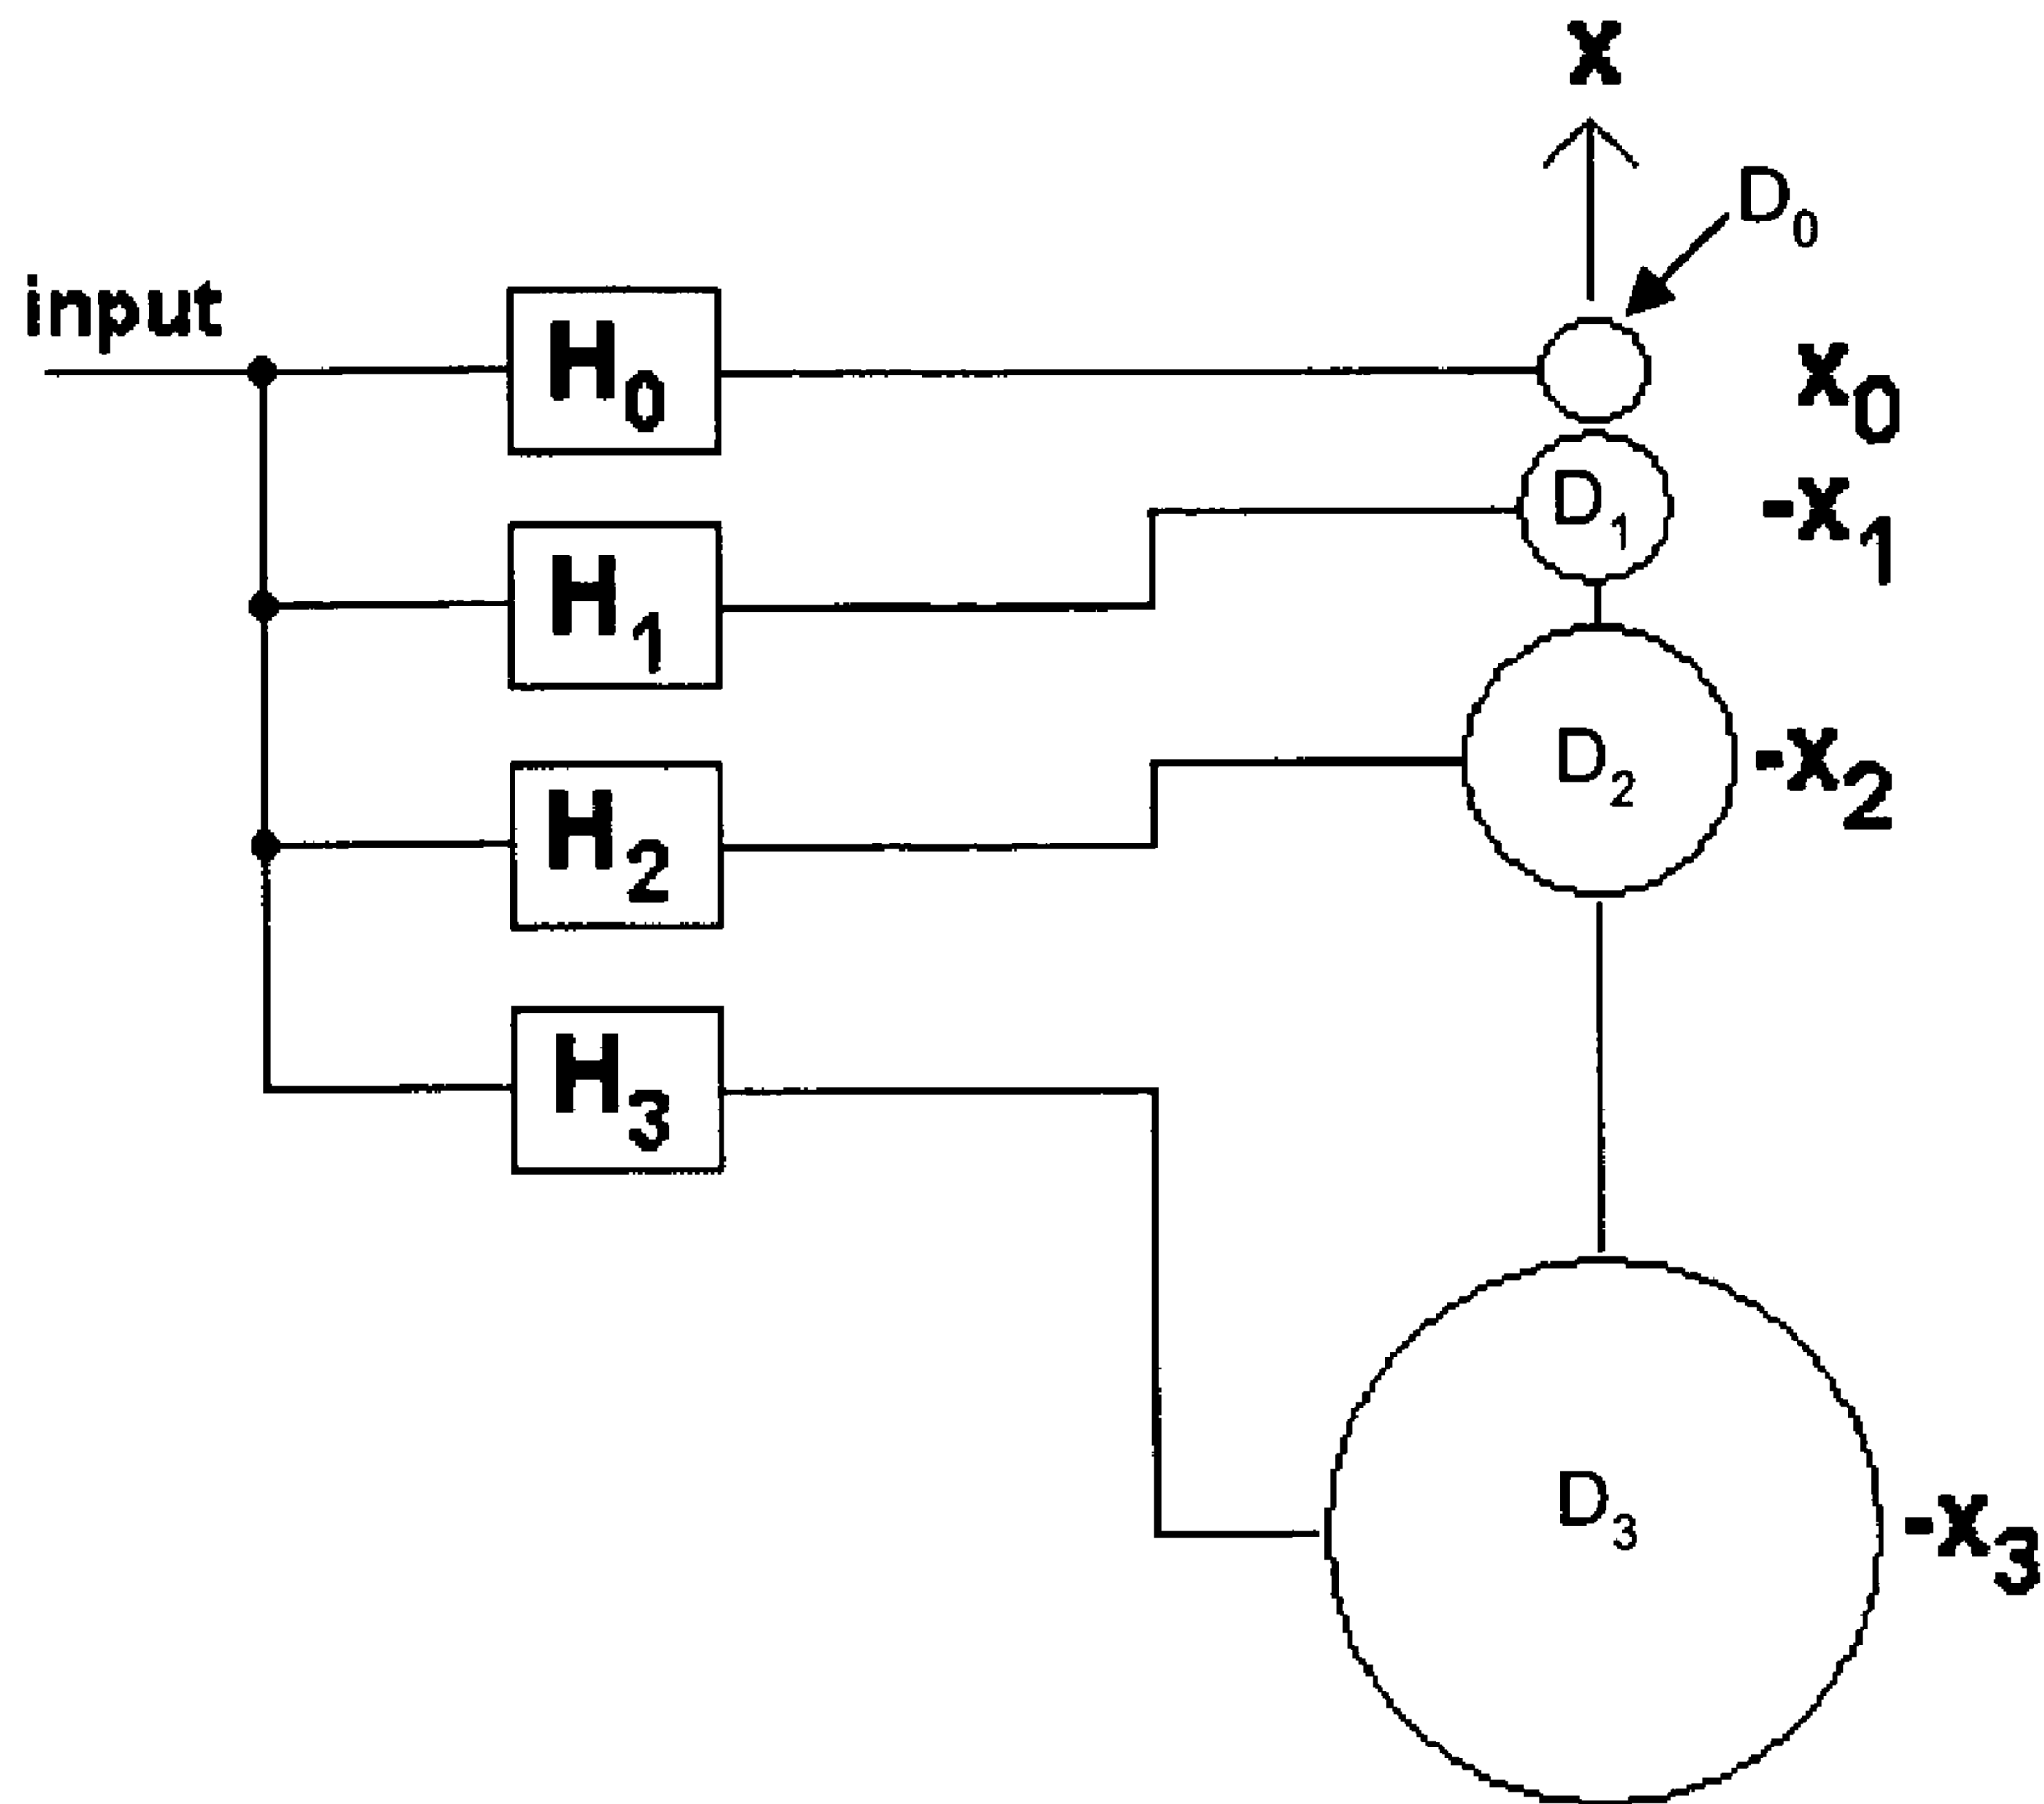 x
D₀
input
H₀
x₀
D₁
-x₁
H₁
D₂
-x₂
H₂
H₃
D₃
-x₃